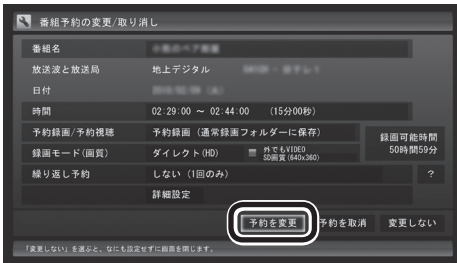 番組予約の変更/取り消し
番組名
放送波と放送局 地上デジタル
日付
時間 02:29:00 ~ 02:44:00 (15分00秒)
予約録画/予約視聴 予約録画 (通常録画フォルダーに保存)
録画可能時間
50時間59分
録画モード(画質) ダイレクト(HD) 外でもVIDEO
SD画質(640x360)
繰り返し予約 しない (1回のみ) ?
詳細設定
予約を変更 予約を取消 変更しない
「変更しない」を選ぶと、なにも設定せずに画面を閉じます。